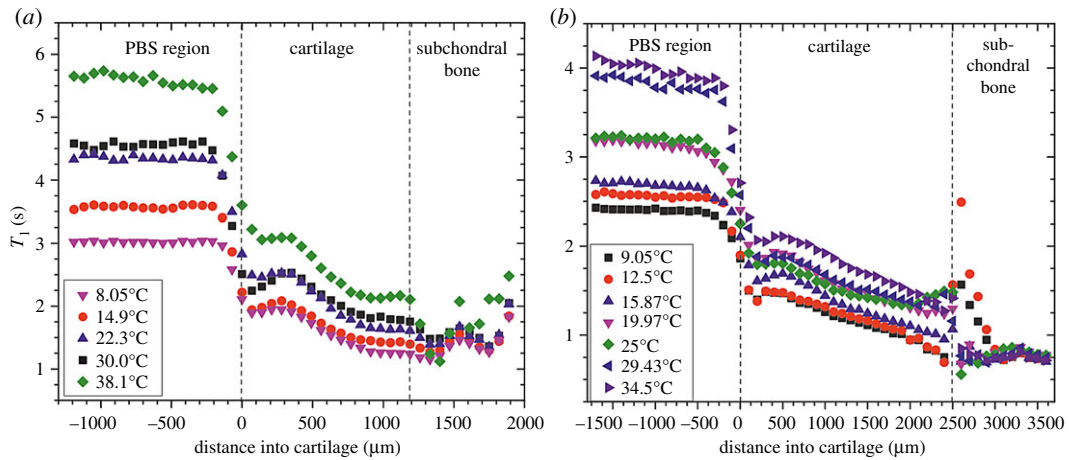 (a)
PBS region
cartilage
subchondral
bone
6
5
4
3
2
1
T1 (s)
8.05°C
14.9°C
22.3°C
30.0°C
38.1°C
−1000
−500
0
500
1000
1500
2000
distance into cartilage (μm)
(b)
PBS region
cartilage
sub-
chondral
bone
4
3
2
1
9.05°C
12.5°C
15.87°C
19.97°C
25°C
29.43°C
34.5°C
−1500
−1000
−500
0
500
1000
1500
2000
2500
3000
3500
distance into cartilage (μm)